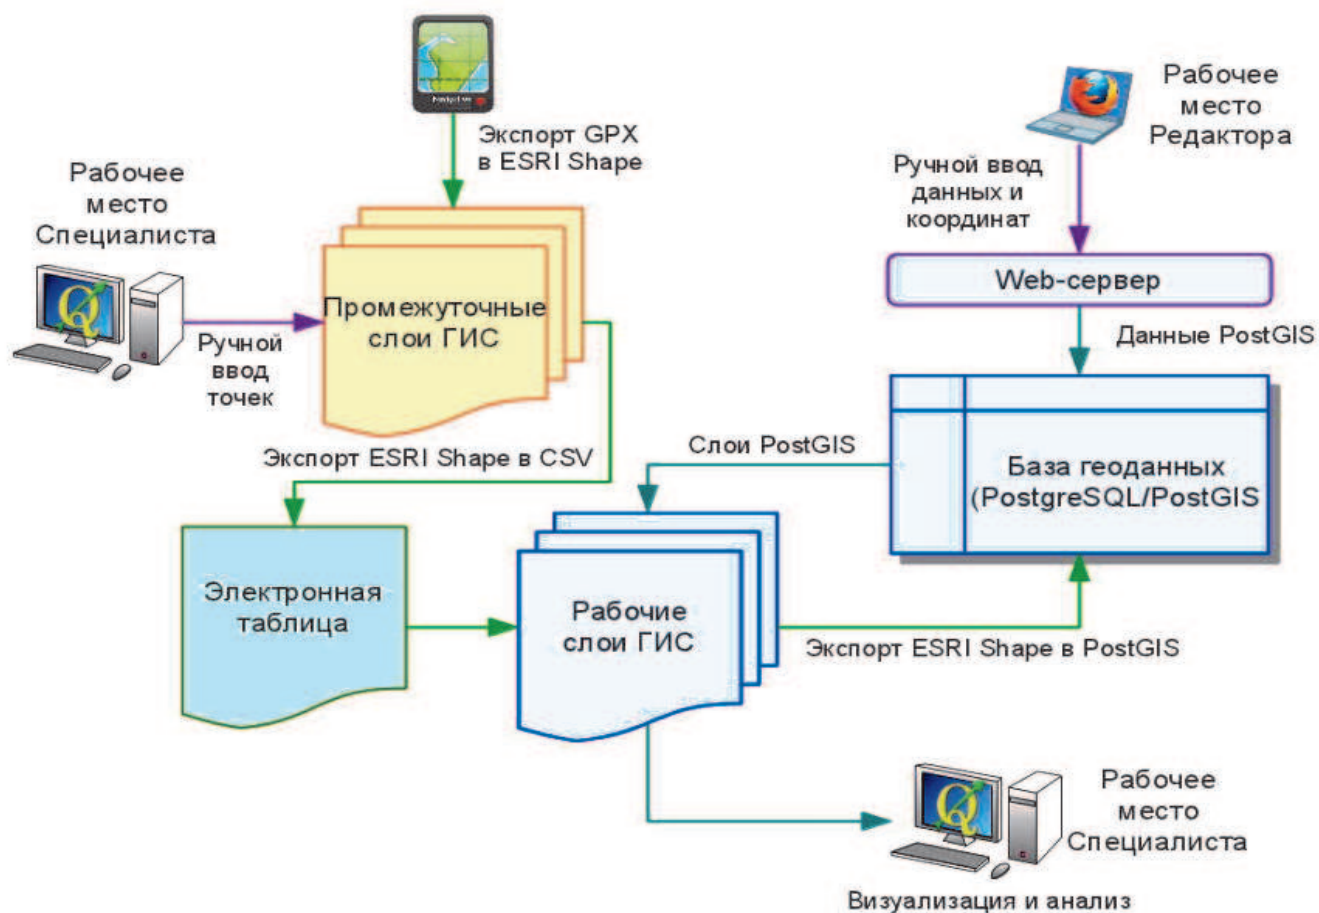 Экспорт GPX
в ESRI Shape
Рабочее
место
Редактора
Ручной ввод
данных и
координат
Рабочее
место
Специалиста
Web-сервер
Промежуточные
слои ГИС
Ручной
ввод
точек
Данные PostGIS
Экспорт ESRI Shape в CSV
Слои PostGIS
База геоданных
(PostgreSQL/PostGIS
Электронная
таблица
Рабочие
слои ГИС
Экспорт ESRI Shape в PostGIS
Рабочее
место
Специалиста
Визуализация и анализ